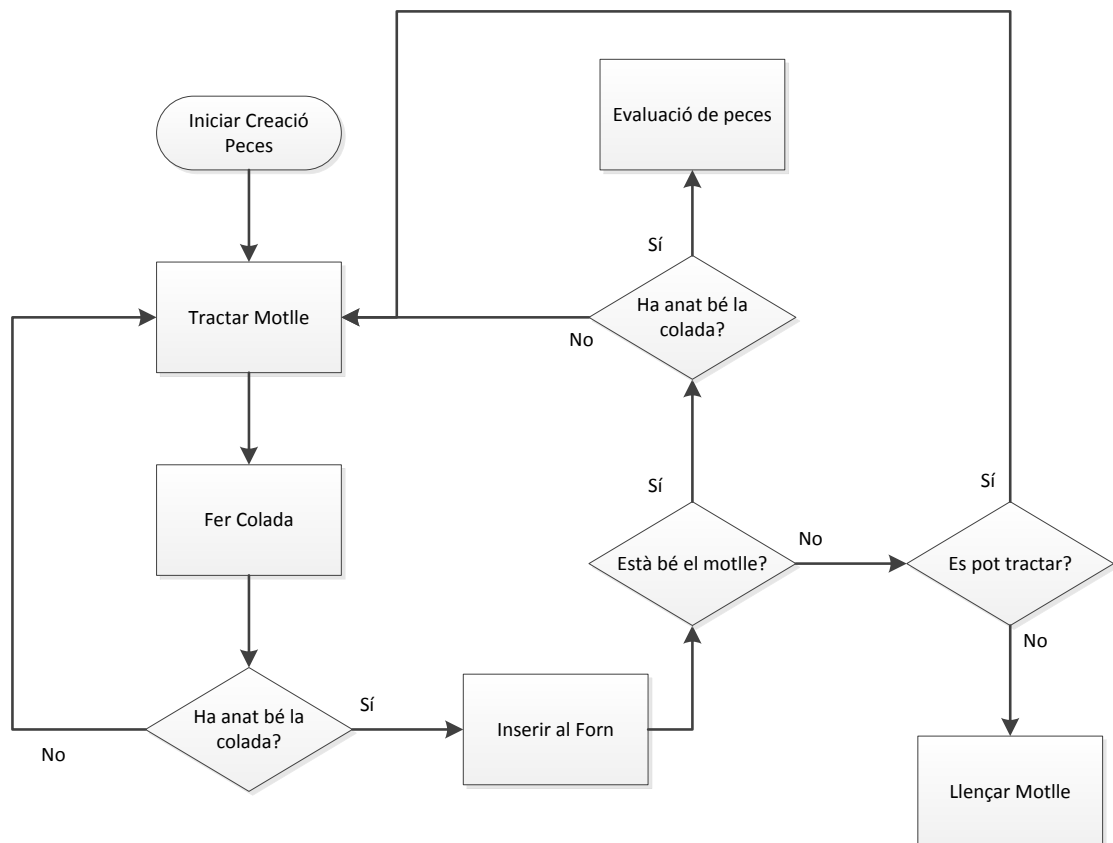 Iniciar Creació
Peces
Evaluació de peces
Sí
Tractar Motlle
Ha anat bé la
colada?
No
Fer Colada
Sí
Sí
Està bé el motlle?
No
Es pot tractar?
No
Ha anat bé la
colada?
Sí
No
Inserir al Forn
Llençar Motlle